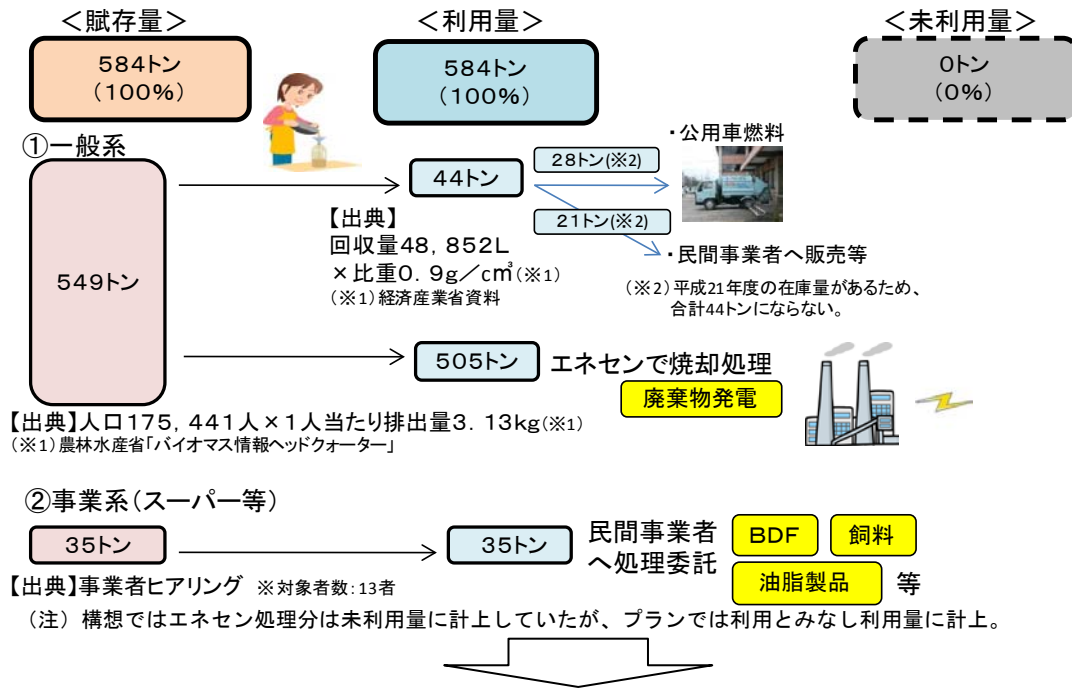 ＜賦存量＞
＜利用量＞
＜未利用量＞
584トン
（100%）
584トン
（100%）
0トン
（0%）
①一般系
549トン
44トン
28トン(※2)
・公用車燃料
21トン(※2)
・民間事業者へ販売等
【出典】
回収量48，852L
×比重0．9g／c㎥(※1)
(※1)経済産業省資料
(※2)平成21年度の在庫量があるため、
合計44トンにならない。
505トン
エネセンで焼却処理
廃棄物発電
【出典】人口175，441人×1人当たり排出量3．13kg(※1)
(※1)農林水産省「バイオマス情報ヘッドクォーター」
②事業系（スーパー等）
35トン
35トン
民間事業者
へ処理委託
BDF
飼料
油脂製品
等
【出典】事業者ヒアリング ※対象者数：13者
（注）構想ではエネセン処理分は未利用量に計上していたが、プランでは利用とみなし利用量に計上。